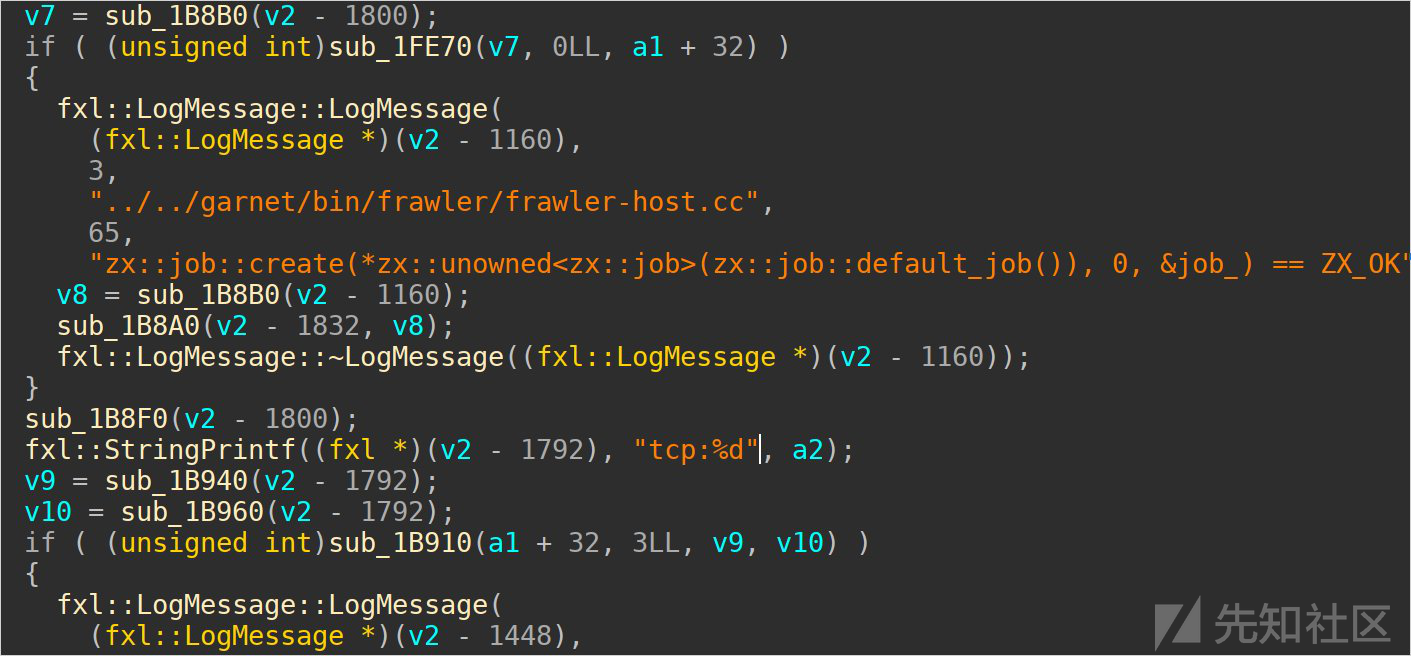 v7 = sub_1B8B0(v2 - 1800);
if ( (unsigned int)sub_1FE70(v7, 0LL, a1 + 32) )
{
fxl::LogMessage::LogMessage(
(fxl::LogMessage *)(v2 - 1160),
3,
"../../garnet/bin/frawler/frawler-host.cc",
65,
"zx::job::create(*zx::unowned<zx::job>(zx::job::default_job()), 0, &job_) == ZX_OK"
v8 = sub_1B8B0(v2 - 1160);
sub_1B8A0(v2 - 1832, v8);
fxl::LogMessage::~LogMessage((fxl::LogMessage *)(v2 - 1160));
}
sub_1B8F0(v2 - 1800);
fxl::StringPrintf((fxl *)(v2 - 1792), "tcp:%d", a2);
v9 = sub_1B940(v2 - 1792);
v10 = sub_1B960(v2 - 1792);
if ( (unsigned int)sub_1B910(a1 + 32, 3LL, v9, v10) )
{
fxl::LogMessage::LogMessage(
(fxl::LogMessage *)(v2 - 1448),
先知社区